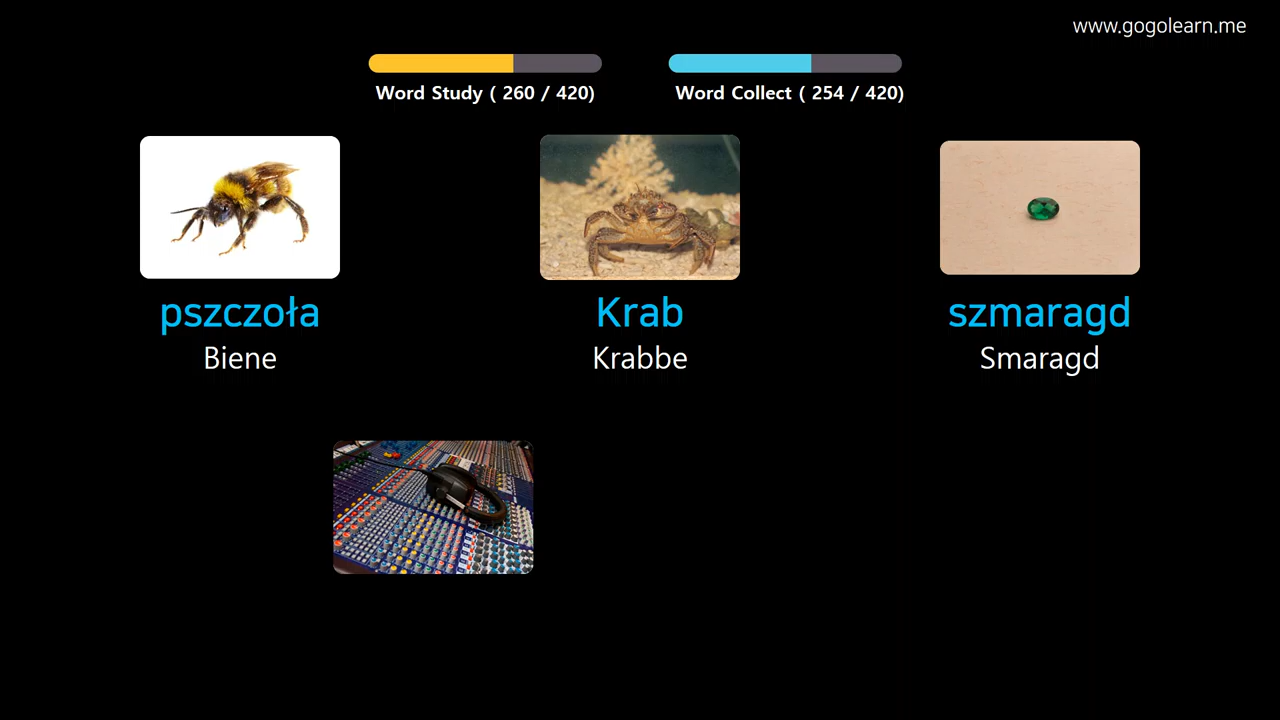 www.gogolearn.me
Word Study ( 260 / 420)
Word Collect ( 254 / 420)
pszczoła
Biene
Krab
Krabbe
szmaragd
Smaragd